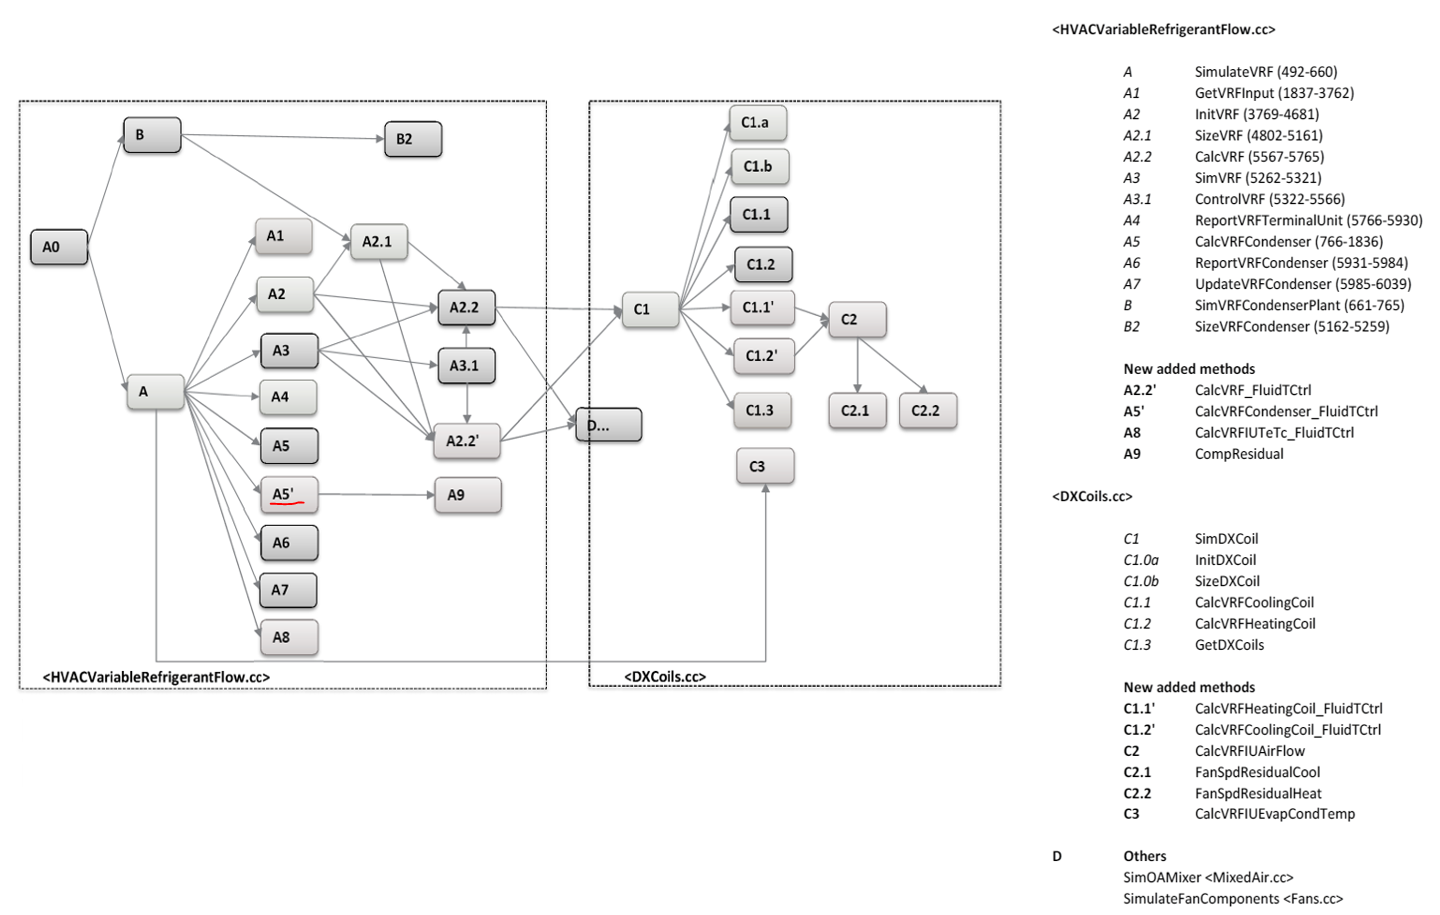 <HVACVariableRefrigerantFlow.cc>
A SimulateVRF (492-660)
A1 GetVRFInput (1837-3762)
A2 InitVRF (3769-4681)
A2.1 SizeVRF (4802-5161)
A2.2 CalcVRF (5567-5765)
A3 SimVRF (5262-5321)
A3.1 ControlVRF (5322-5566)
A4 ReportVRFTerminalUnit (5766-5930)
A5 CalcVRFCondenser (766-1836)
A6 ReportVRFCondenser (5931-5984)
A7 UpdateVRFCondenser (5985-6039)
B SimVRFCondenserPlant (661-765)
B2 SizeVRFCondenser (5162-5259)
New added methods
A2.2' CalcVRF_FluidTCtrl
A5' CalcVRFCondenser_FluidTCtrl
A8 CalcVRFIUTeTc_FluidTCtrl
A9 CompResidual
<DXCoils.cc>
C1 SimDXCoil
C1.0a InitDXCoil
C1.0b SizeDXCoil
C1.1 CalcVRFCoolingCoil
C1.2 CalcVRFHeatingCoil
C1.3 GetDXCoils
New added methods
C1.1' CalcVRFHeatingCoil_FluidTCtrl
C1.2' CalcVRFCoolingCoil_FluidTCtrl
C2 CalcVRFIUAirFlow
C2.1 FanSpdResidualCool
C2.2 FanSpdResidualHeat
C3 CalcVRFIUEvapCondTemp
D Others
SimOAMixer <MixedAir.cc>
SimulateFanComponents <Fans.cc>
A0
B
B2
A
A1
A2
A3
A4
A5
A5'
A6
A7
A8
A2.1
A2.2
A3.1
A2.2'
A9
<HVACVariableRefrigerantFlow.cc>
D...
C1
C1.a
C1.b
C1.1
C1.2
C1.1'
C1.2'
C1.3
C3
C2
C2.1
C2.2
<DXCoils.cc>